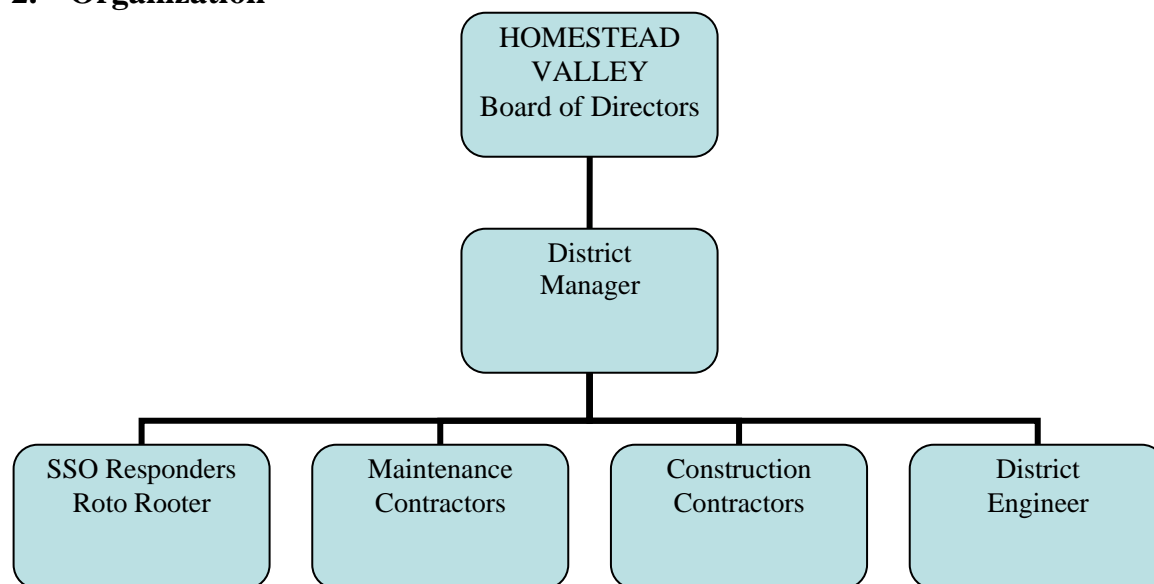 2. Organization
HOMESTEAD
VALLEY
Board of Directors
District
Manager
SSO Responders
Roto Rooter
Maintenance
Contractors
Construction
Contractors
District
Engineer